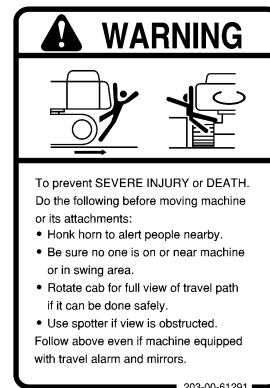 WARNING
To prevent SEVERE INJURY or DEATH.
Do the following before moving machine
or its attachments:
• Honk horn to alert people nearby.
• Be sure no one is on or near machine
or in swing area.
• Rotate cab for full view of travel path
if it can be done safely.
• Use spotter if view is obstructed.
Follow above even if machine equipped
with travel alarm and mirrors.
203-00-61291